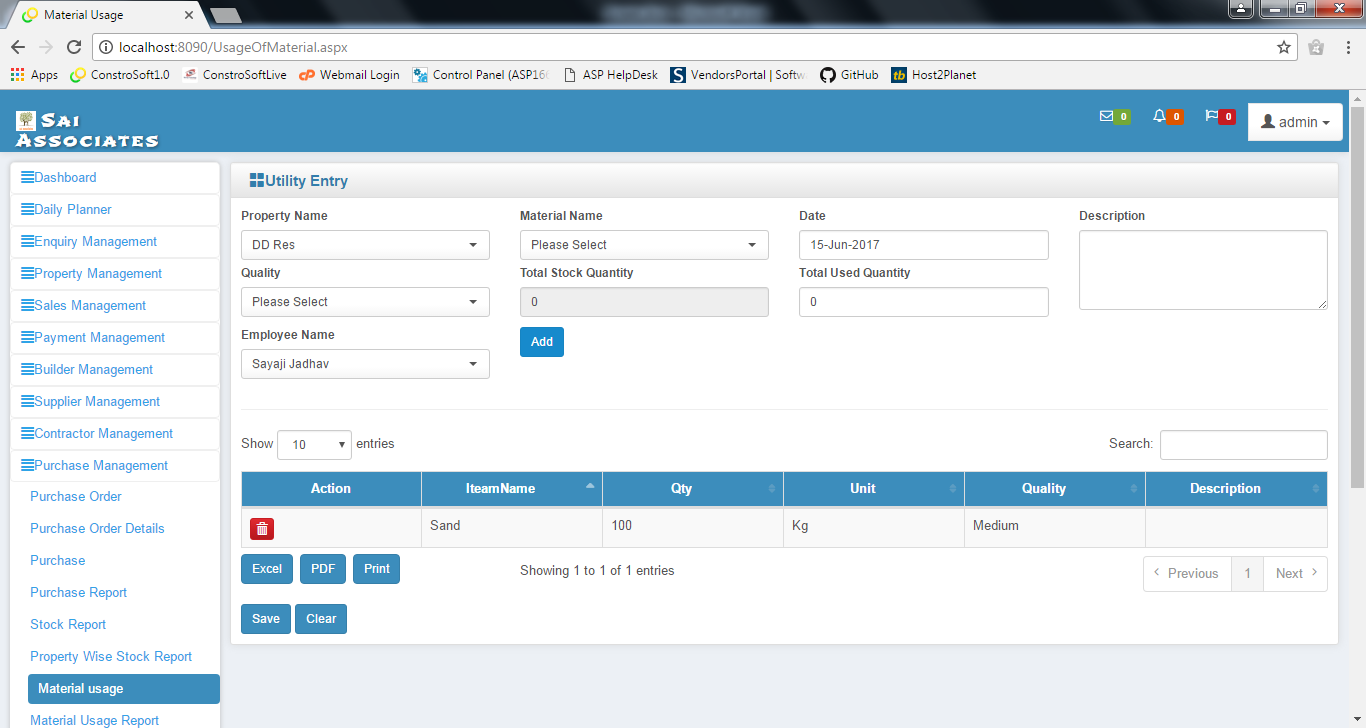 Material Usage
localhost:8090/UsageOfMaterial.aspx
Apps ConstroSoft1.0 ConstroSoftLive Webmail Login Control Panel (ASP166 ASP HelpDesk VendorsPortal | Softw GitHub Host2Planet
Sai
Associates
0 0 0 admin
Dashboard
Daily Planner
Enquiry Management
Property Management
Sales Management
Payment Management
Builder Management
Supplier Management
Contractor Management
Purchase Management
Purchase Order
Purchase Order Details
Purchase
Purchase Report
Stock Report
Property Wise Stock Report
Material usage
Material Usage Report
Utility Entry
Property Name Material Name Date Description
DD Res Please Select 15-Jun-2017
Quality Total Stock Quantity Total Used Quantity
Please Select 0 0
Employee Name
Add
Sayaji Jadhav
Show 10 entries Search:
Action IteamName Qty Unit Quality Description
Sand 100 Kg Medium
Excel PDF Print Showing 1 to 1 of 1 entries Previous 1 Next
Save Clear